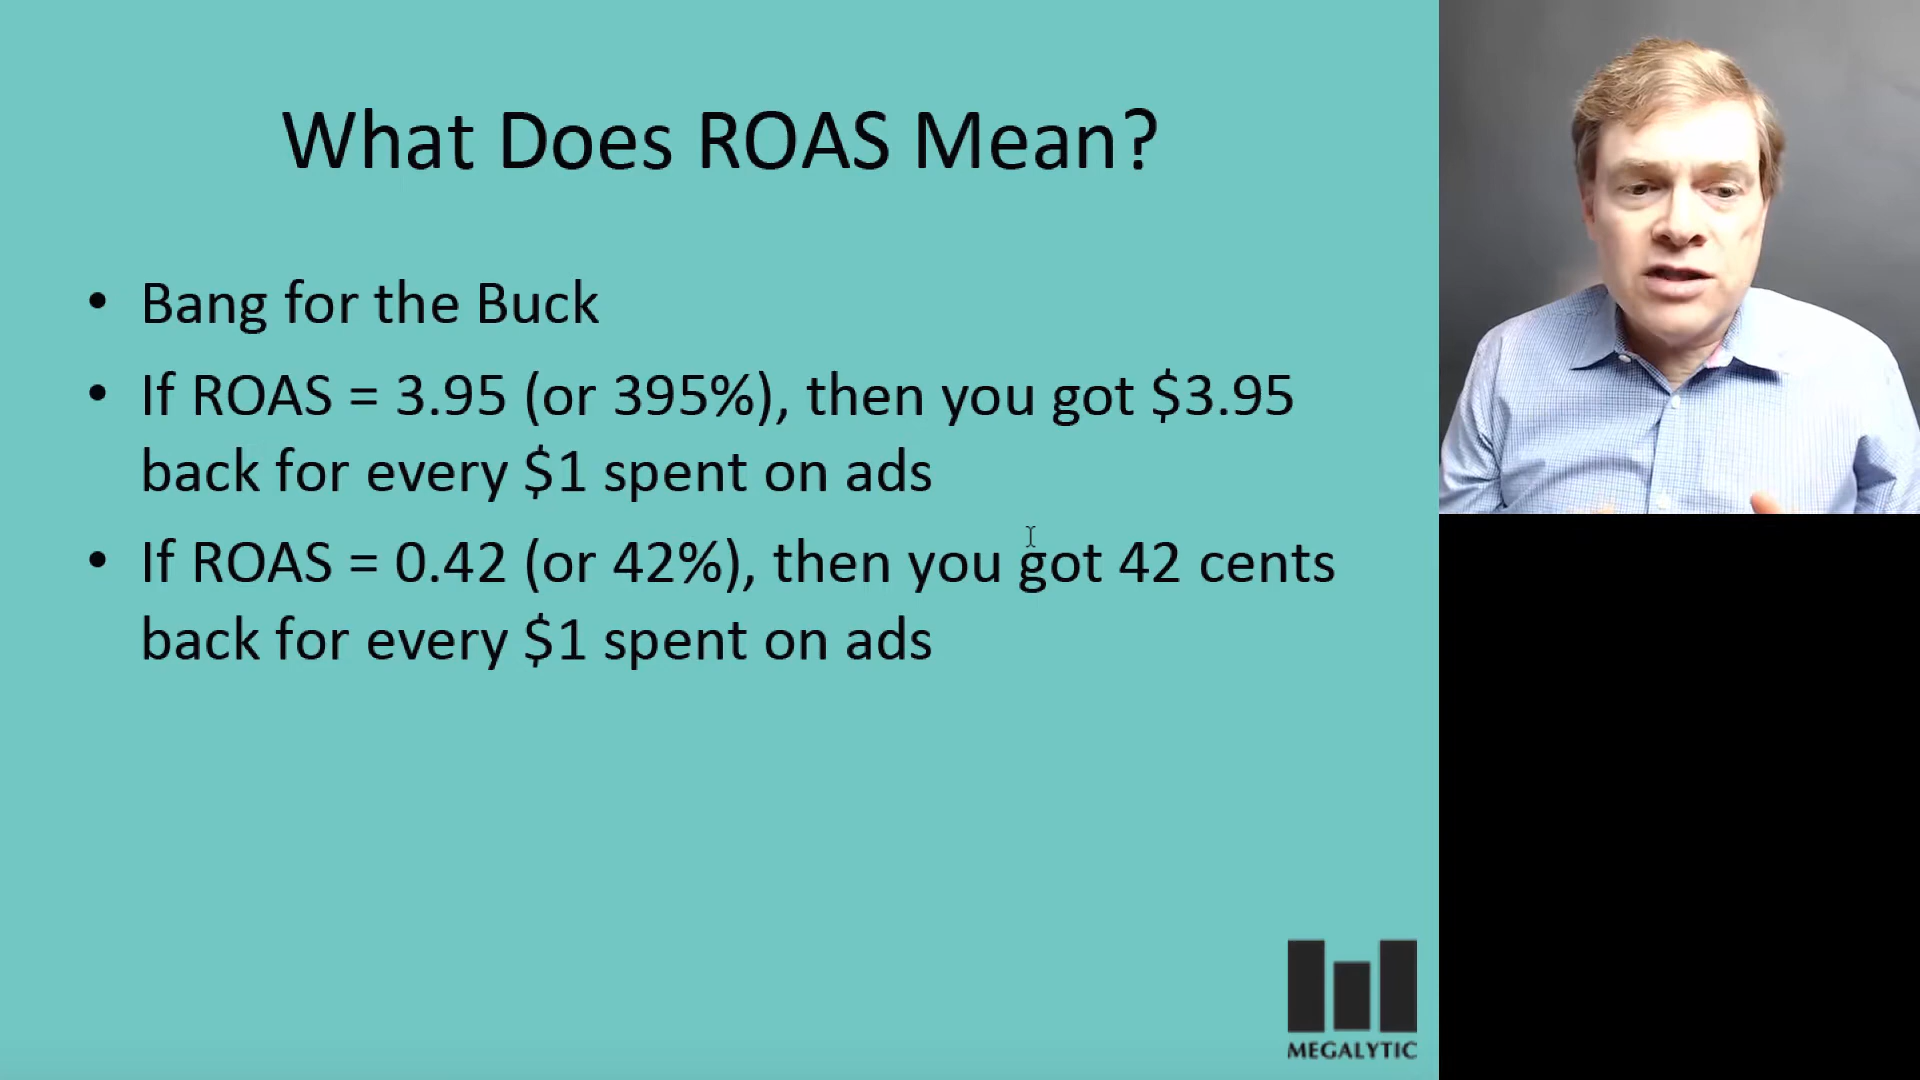 What Does ROAS Mean?
• Bang for the Buck
• If ROAS = 3.95 (or 395%), then you got $3.95
back for every $1 spent on ads
• If ROAS = 0.42 (or 42%), then you got 42 cents
back for every $1 spent on ads
MEGALYTIC